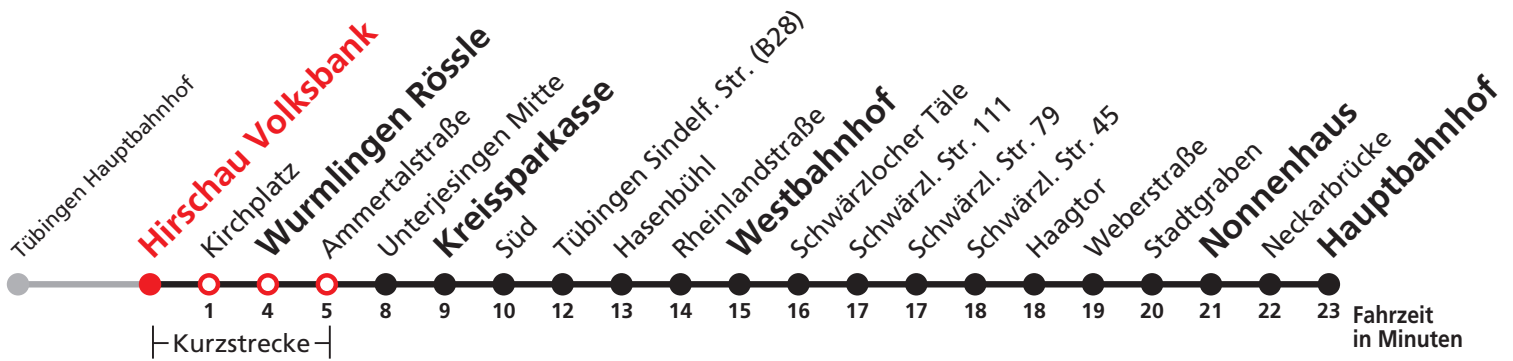 Tübingen Hauptbahnhof
Hirschau Volksbank
Kirchplatz
Wurmlingen Rössle
Ammertalstraße
Unterjesingen Mitte
Kreissparkasse
Süd
Tübingen Sindelf. Str. (B28)
Hasenbühl
Rheinlandstraße
Westbahnhof
Schwärzlocher Täle
Schwärzl. Str. 111
Schwärzl. Str. 79
Schwärzl. Str. 45
Haagtor
Weberstraße
Stadtgraben
Nonnenhaus
Neckarbrücke
Hauptbahnhof
1 4 5 8 9 10 12 13 14 15 16 17 17 18 18 19 20 21 22 23
Fahrzeit
in Minuten
Kurzstrecke